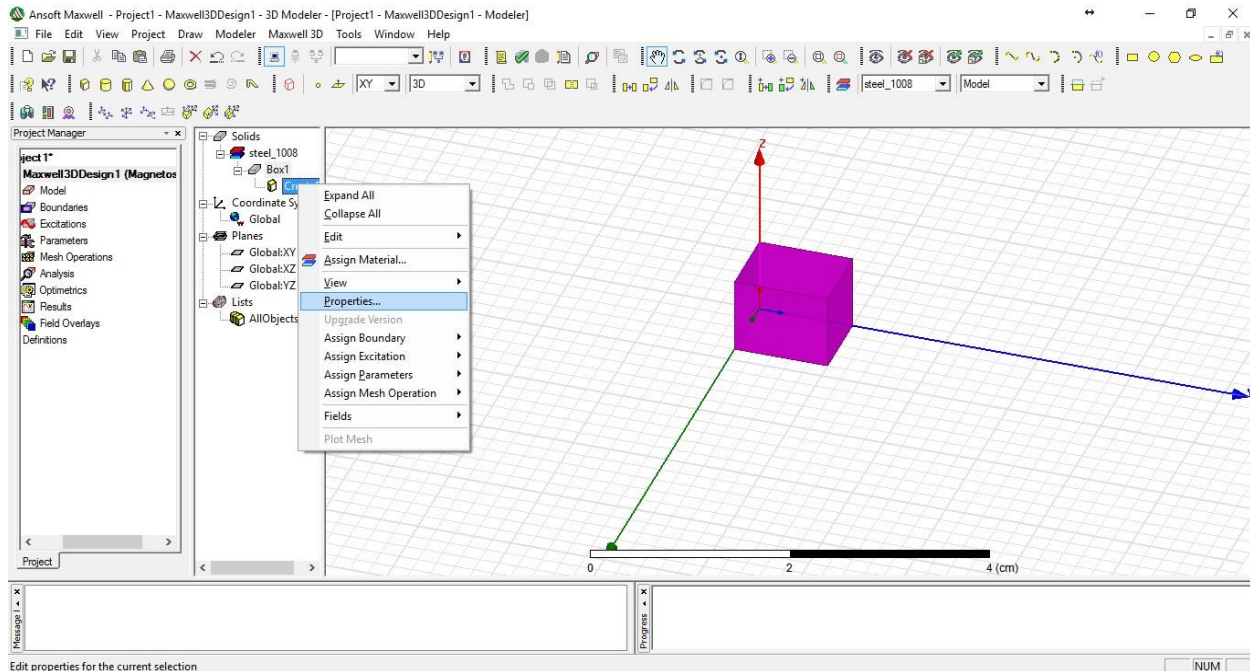 Ansoft Maxwell - Project1 - Maxwell3DDesign1 - 3D Modeler - [Project1 - Maxwell3DDesign1 - Modeler]
File Edit View Project Draw Modeler Maxwell 3D Tools Window Help
XY 3D steel_1008 Model
Project Manager
ject1*
Maxwell3DDesign1 (Magnetos
Model
Boundaries
Excitations
Parameters
Mesh Operations
Analysis
Optimetrics
Results
Field Overlays
Definitions
Project
Solids
steel_1008
Box1
Coordinate Sy
Global
Planes
Global:XY
Global:XZ
Global:YZ
Lists
AllObjects
Expand All
Collapse All
Edit
Assign Material...
View
Properties...
Upgrade Version
Assign Boundary
Assign Excitation
Assign Parameters
Assign Mesh Operation
Fields
Plot Mesh
Z
0 2 4 (cm)
Progress
Edit properties for the current selection
NUM